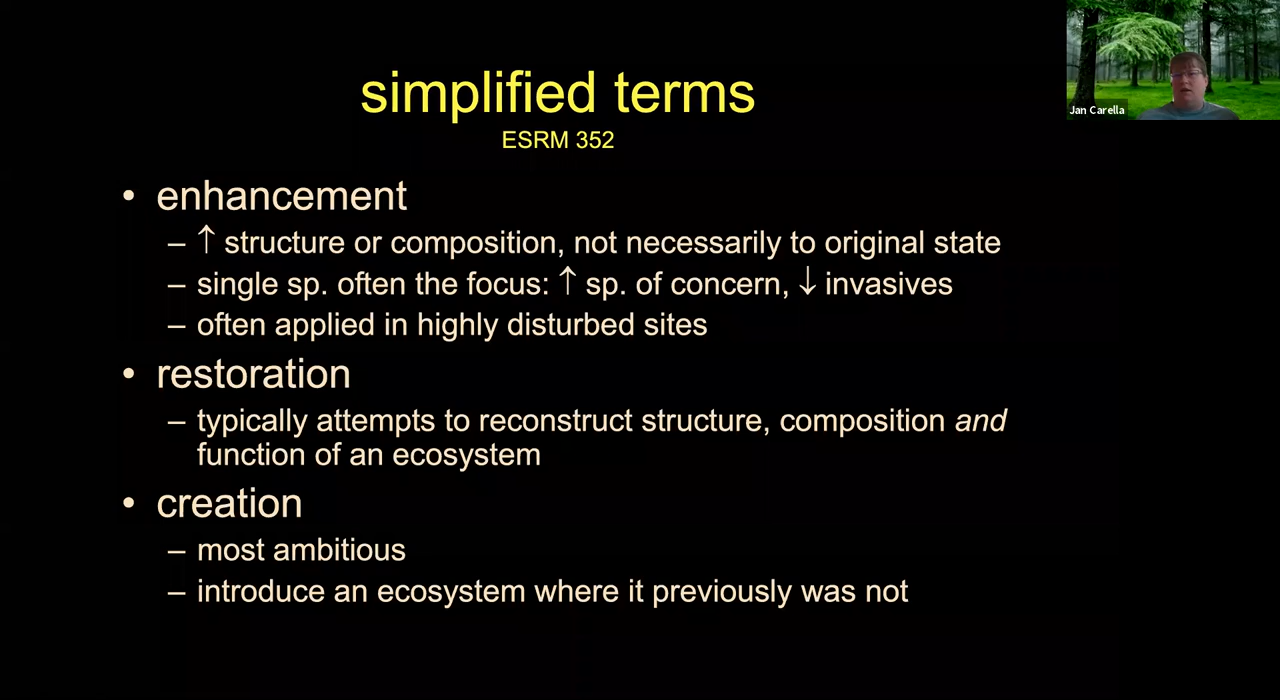 simplified terms
ESRM 352
Jan Carella
• enhancement
– ↑ structure or composition, not necessarily to original state
– single sp. often the focus: ↑ sp. of concern, ↓ invasives
– often applied in highly disturbed sites
• restoration
– typically attempts to reconstruct structure, composition and
function of an ecosystem
• creation
– most ambitious
– introduce an ecosystem where it previously was not